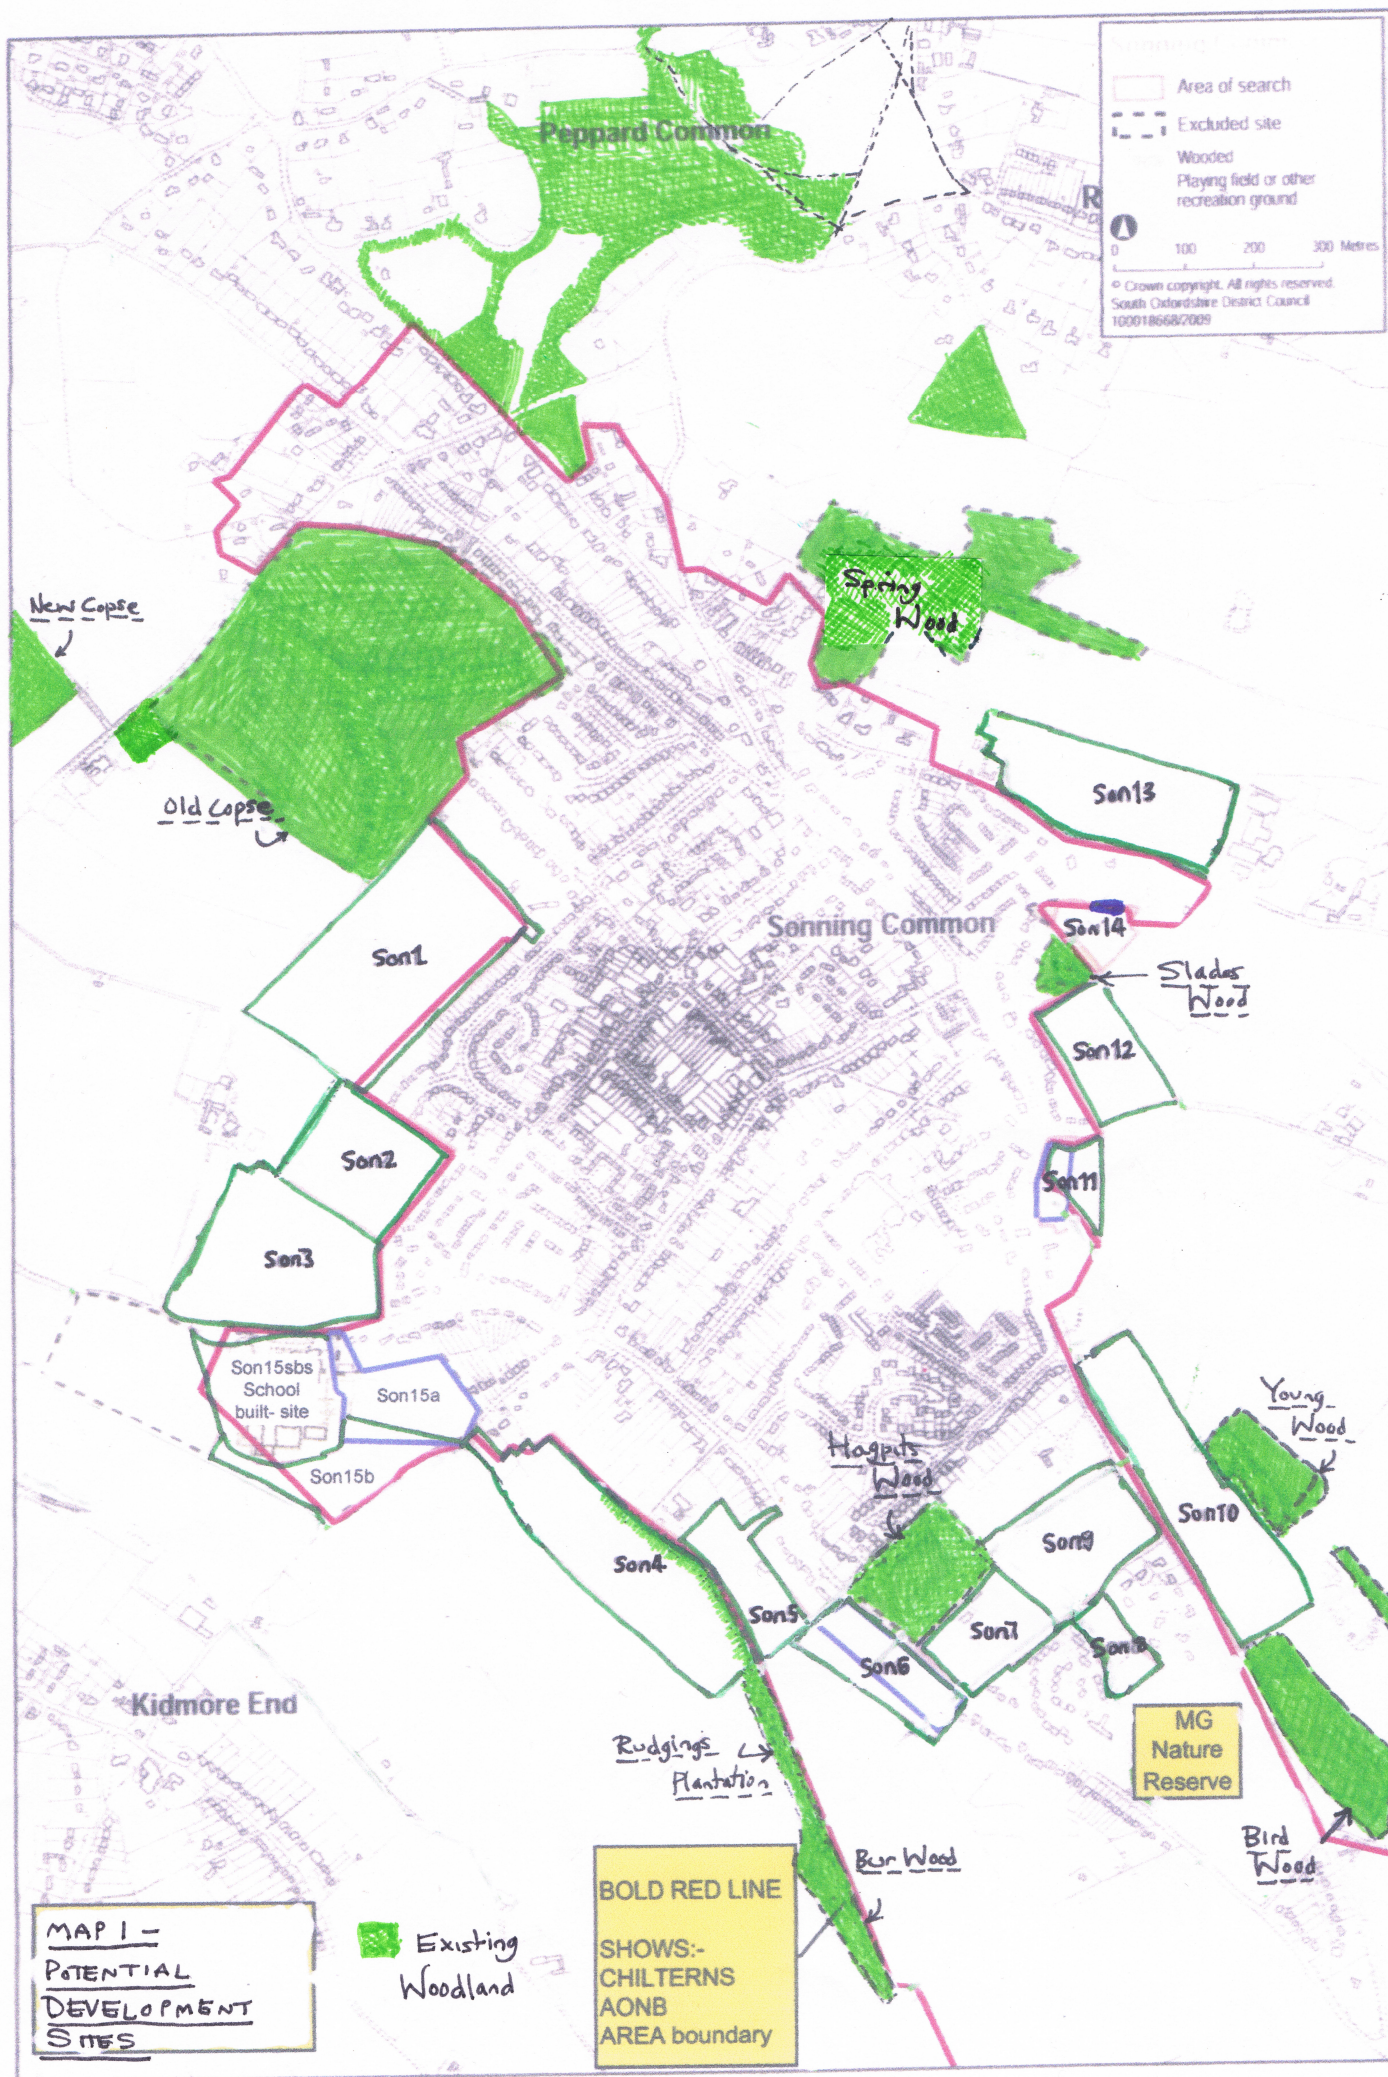 Sonning Common
Area of search
Excluded site
Wooded
Playing field or other
recreation ground
0 100 200 300 Metres
© Crown copyright. All rights reserved.
South Oxfordshire District Council
100018668/2009
Peppard Common
R
Spring
Wood
New Copse
Old Copse
Son13
Sonning Common
Son14
Slades
Wood
Son1
Son12
Son2
Son11
Son3
Son15sbs
School
built- site
Son15a
Son15b
Young
Wood
Hagpits
Wood
Son10
Son9
Son4
Son5
Son7
Son6
Son8
Kidmore End
MG
Nature
Reserve
Rudgings
Plantation
Bur Wood
Bird
Wood
BOLD RED LINE
SHOWS:-
CHILTERNS
AONB
AREA boundary
MAP 1 -
POTENTIAL
DEVELOPMENT
SITES
Existing
Woodland